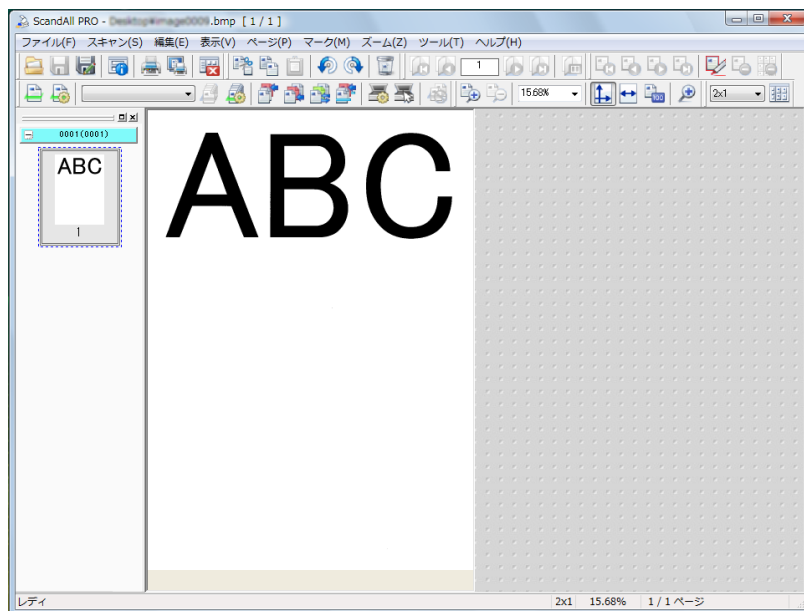 ScandAll PRO - .bmp [ 1 / 1 ]
ファイル(F) スキャン(S) 編集(E) 表示(V) ページ(P) マーク(M) ズーム(Z) ツール(T) ヘルプ(H)
1
15.68% 2x1
0001(0001)
ABC
1
ABC
レディ 2x1 15.68% 1 / 1 ページ